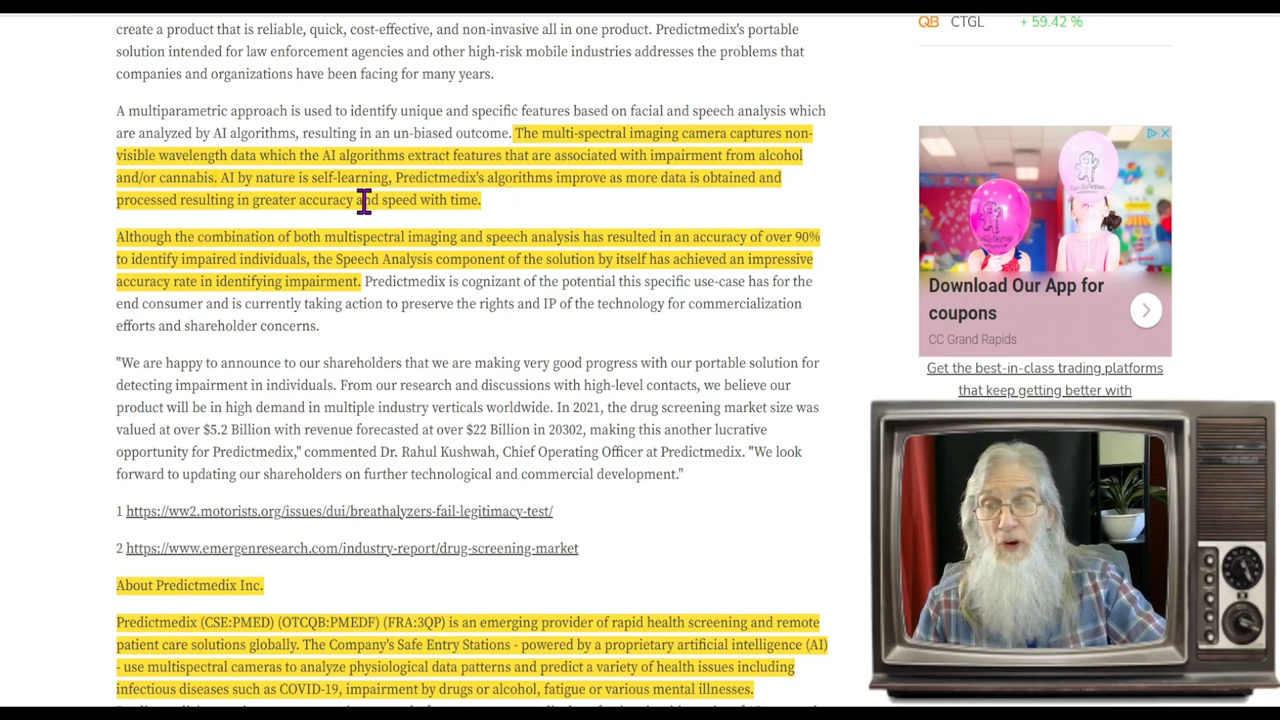 create a product that is reliable, quick, cost-effective, and non-invasive all in one product. Predictmedix's portable
solution intended for law enforcement agencies and other high-risk mobile industries addresses the problems that
companies and organizations have been facing for many years.
A multiparametric approach is used to identify unique and specific features based on facial and speech analysis which
are analyzed by AI algorithms, resulting in an un-biased outcome. The multi-spectral imaging camera captures non-
visible wavelength data which the AI algorithms extract features that are associated with impairment from alcohol
and/or cannabis. AI by nature is self-learning, Predictmedix's algorithms improve as more data is obtained and
processed resulting in greater accuracy and speed with time.
Although the combination of both multispectral imaging and speech analysis has resulted in an accuracy of over 90%
to identify impaired individuals, the Speech Analysis component of the solution by itself has achieved an impressive
accuracy rate in identifying impairment. Predictmedix is cognizant of the potential this specific use-case has for the
end consumer and is currently taking action to preserve the rights and IP of the technology for commercialization
efforts and shareholder concerns.
"We are happy to announce to our shareholders that we are making very good progress with our portable solution for
detecting impairment in individuals. From our research and discussions with high-level contacts, we believe our
product will be in high demand in multiple industry verticals worldwide. In 2021, the drug screening market size was
valued at over $5.2 Billion with revenue forecasted at over $22 Billion in 20302, making this another lucrative
opportunity for Predictmedix," commented Dr. Rahul Kushwah, Chief Operating Officer at Predictmedix. "We look
forward to updating our shareholders on further technological and commercial development."
1 https://ww2.motorists.org/issues/dui/breathalyzers-fail-legitimacy-test/
2 https://www.emergenresearch.com/industry-report/drug-screening-market
About Predictmedix Inc.
Predictmedix (CSE:PMED) (OTCQB:PMEDF) (FRA:3QP) is an emerging provider of rapid health screening and remote
patient care solutions globally. The Company's Safe Entry Stations - powered by a proprietary artificial intelligence (AI)
- use multispectral cameras to analyze physiological data patterns and predict a variety of health issues including
infectious diseases such as COVID-19, impairment by drugs or alcohol, fatigue or various mental illnesses.
QB CTGL + 59.42 %
Download Our App for
coupons
CC Grand Rapids
Get the best-in-class trading platforms
that keep getting better with